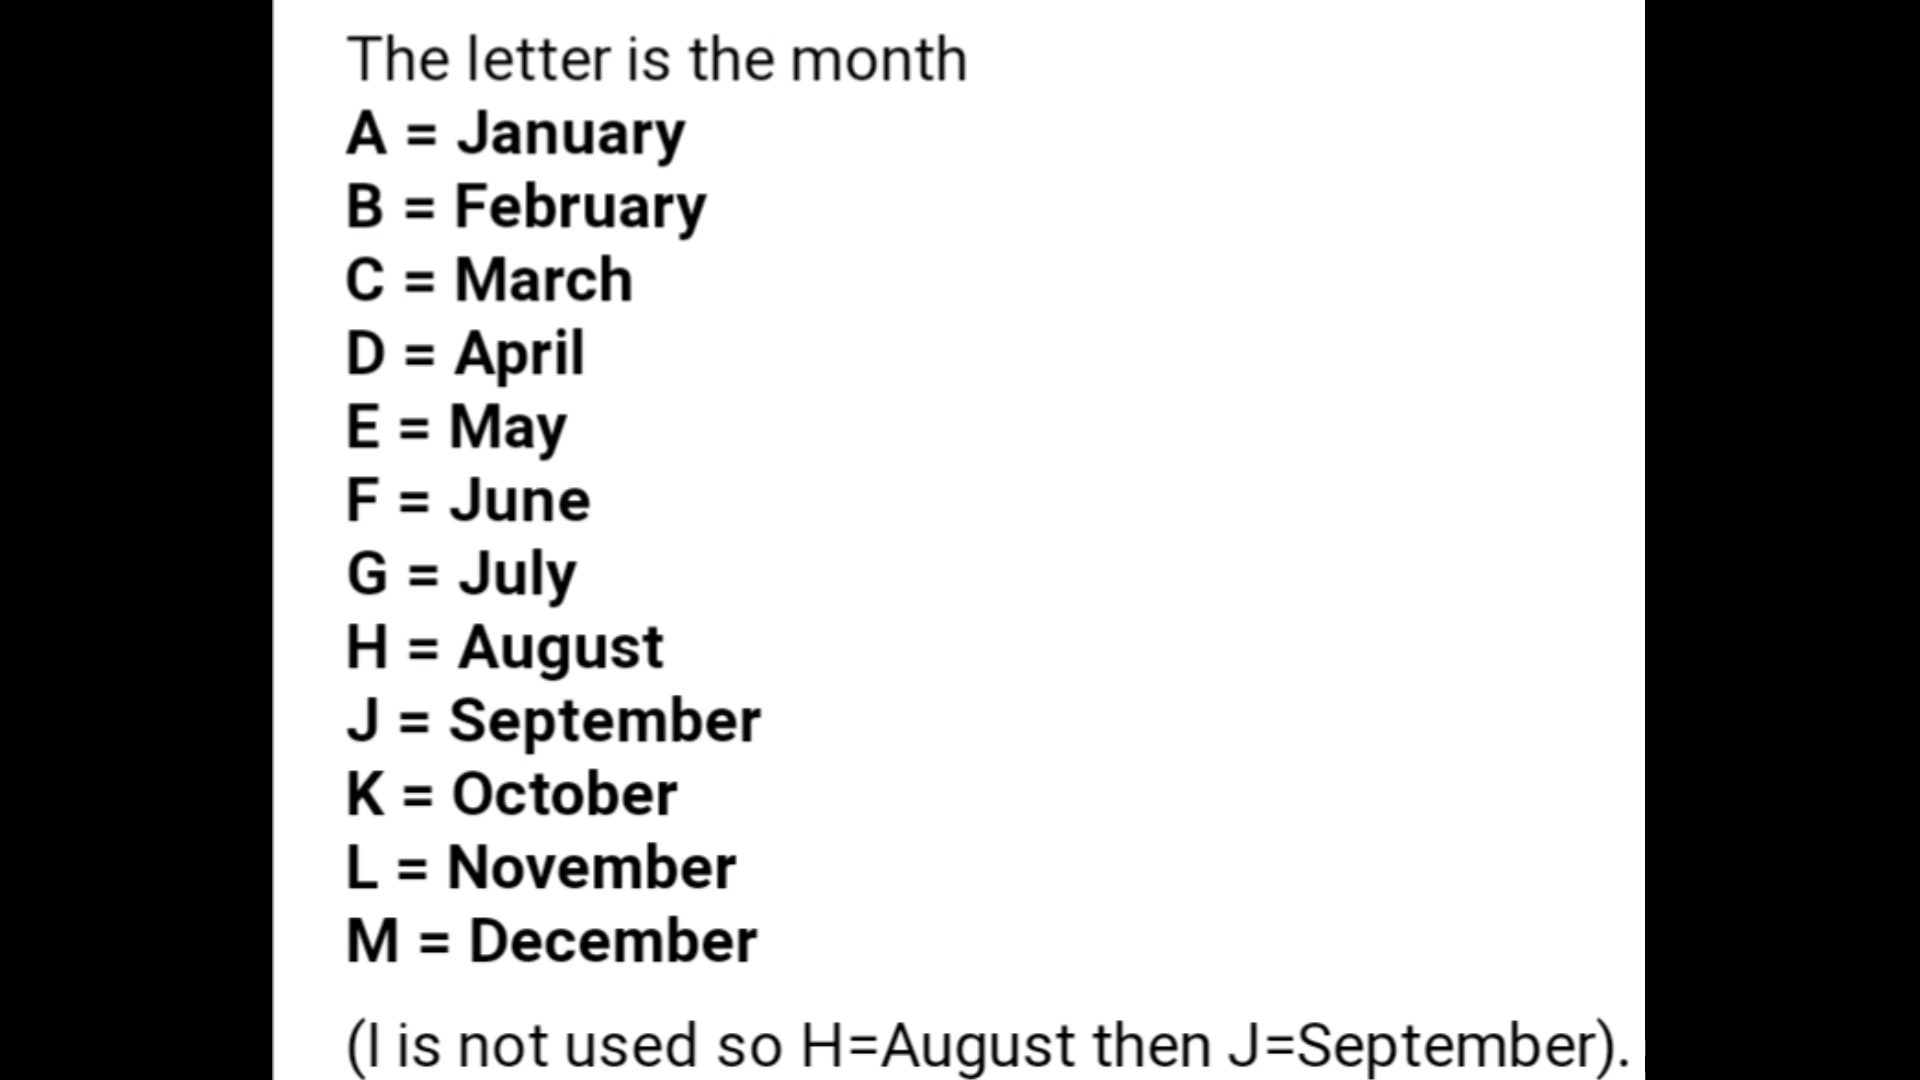 The letter is the month
A = January
B = February
C = March
D = April
E = May
F = June
G = July
H = August
J = September
K = October
L = November
M = December
(I is not used so H=August then J=September).